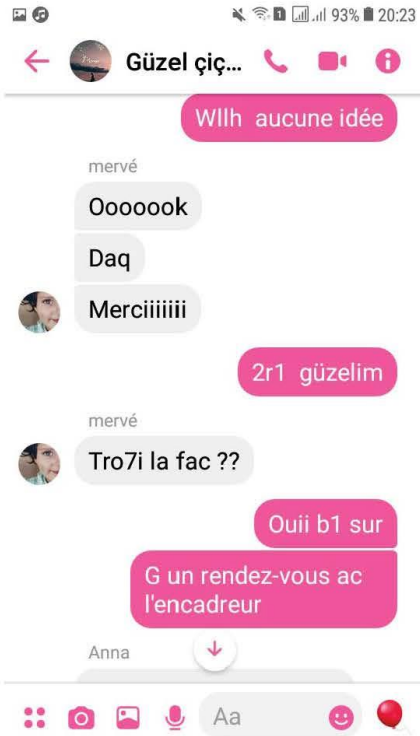 93% 20:23
Güzel çiç...
Wllh aucune idée
mervé
Ooooook
Daq
Merciiiiiii
2r1 güzelim
mervé
Tro7i la fac ??
Ouii b1 sur
G un rendez-vous ac
l'encadreur
Anna
Aa